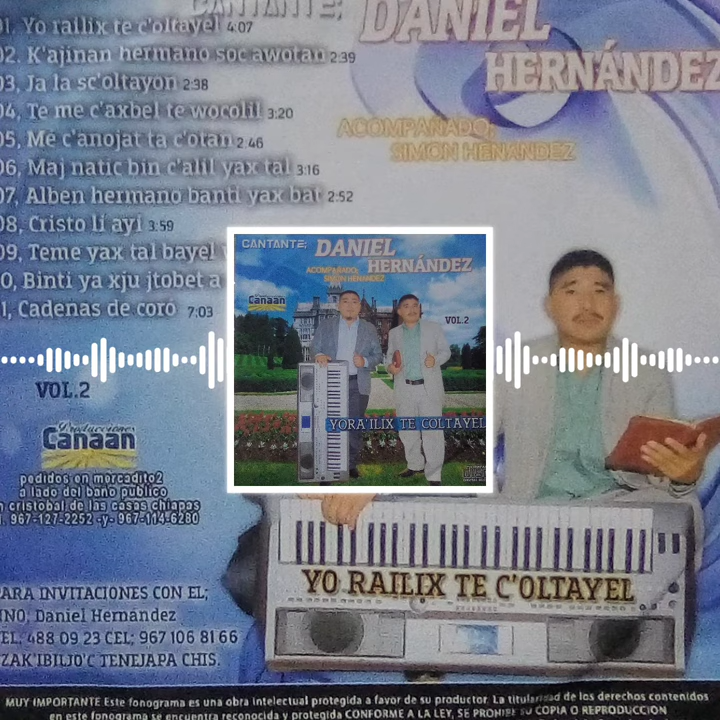 01. Yo railix te c'oltayel 4:07
02. K'ajinan hermano soc awotan 2:39
03, Ja la sc'oltayon 2:38
04, Te me c'axbel te wocolil 3:20
05, Me c'anojat ta c'otan 2 46
06, Maj natic bin c'alil yax tal 3:16
07, Alben hermano banti yax bat 2:52
08, Cristo li ayi 3:59
09, Teme yax tal bayel
0, Binti ya xju jtobet a
1, Cadenas de coró 7:03
VOL.2
Producciones
Canaan
pedidos en mercadito2
a lado del baño publico
n cristobal de las casas chiapas
l. 967-127-2252 -y- 967-114-6280
ARA INVITACIONES CON EL;
INO, Daniel Hernández
EL, 488 09 23 CEL; 967 106 81 66
ZAK'IBILJO'C TENEJAPA CHIS.
CANTANTE;
DANIEL
HERNÁNDEZ
ACOMPAÑADO;
SIMON HENANDEZ
CANTANTE; DANIEL
HERNÁNDEZ
ACOMPAÑADO;
SIMON HENANDEZ
Canaan
VOL.2
YORA'ILIX TE COLTAYEL
YO RAILIX TE C'OLTAYEL
MUY IMPORTANTE Este fonograma es una obra intelectual protegida a favor de su productor. La titularidad de los derechos contenidos
en este fonograma se encuentra reconocida y protegida CONFORME A LA LEY, SE PROHIBE SU COPIA O REPRODUCCION